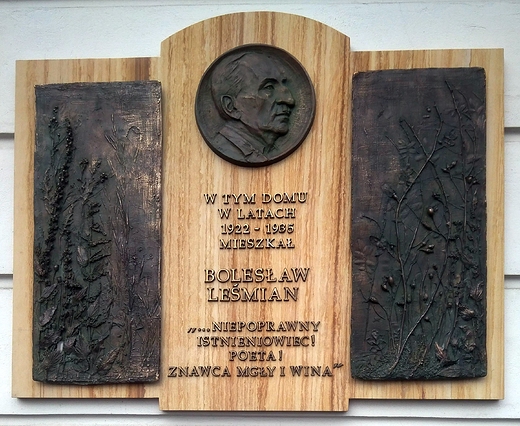 W TYM DOMU
W LATACH
1922 - 1935
MIESZKAŁ
BOLESŁAW
LEŚMIAN
„...NIEPOPRAWNY
ISTNIENIOWIEC!
POETA!
ZNAWCA MGŁY I WINA”